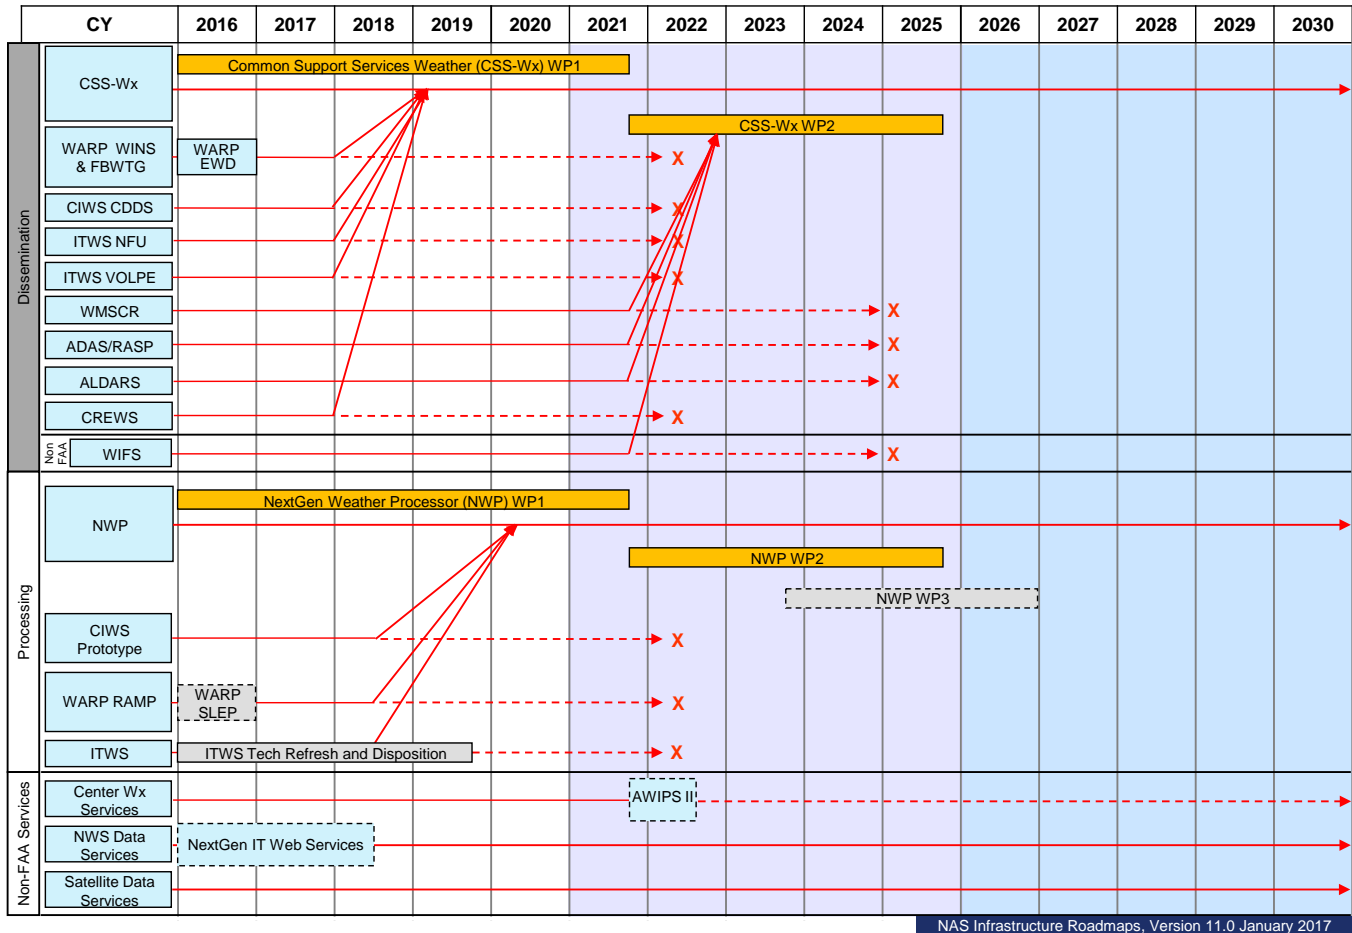 CY 2016 2017 2018 2019 2020 2021 2022 2023 2024 2025 2026 2027 2028 2029 2030
Dissemination
CSS-Wx
Common Support Services Weather (CSS-Wx) WP1
CSS-Wx WP2
WARP WINS
& FBWTG
WARP
EWD
X
CIWS CDDS
X
ITWS NFU
X
ITWS VOLPE
X
WMSCR
X
ADAS/RASP
X
ALDARS
X
CREWS
X
Non
FAA
WIFS
X
Processing
NWP
NextGen Weather Processor (NWP) WP1
NWP WP2
NWP WP3
CIWS
Prototype
X
WARP RAMP
WARP
SLEP
X
ITWS
ITWS Tech Refresh and Disposition
X
Non-FAA Services
Center Wx
Services
AWIPS II
NWS Data
Services
NextGen IT Web Services
Satellite Data
Services
NAS Infrastructure Roadmaps, Version 11.0 January 2017